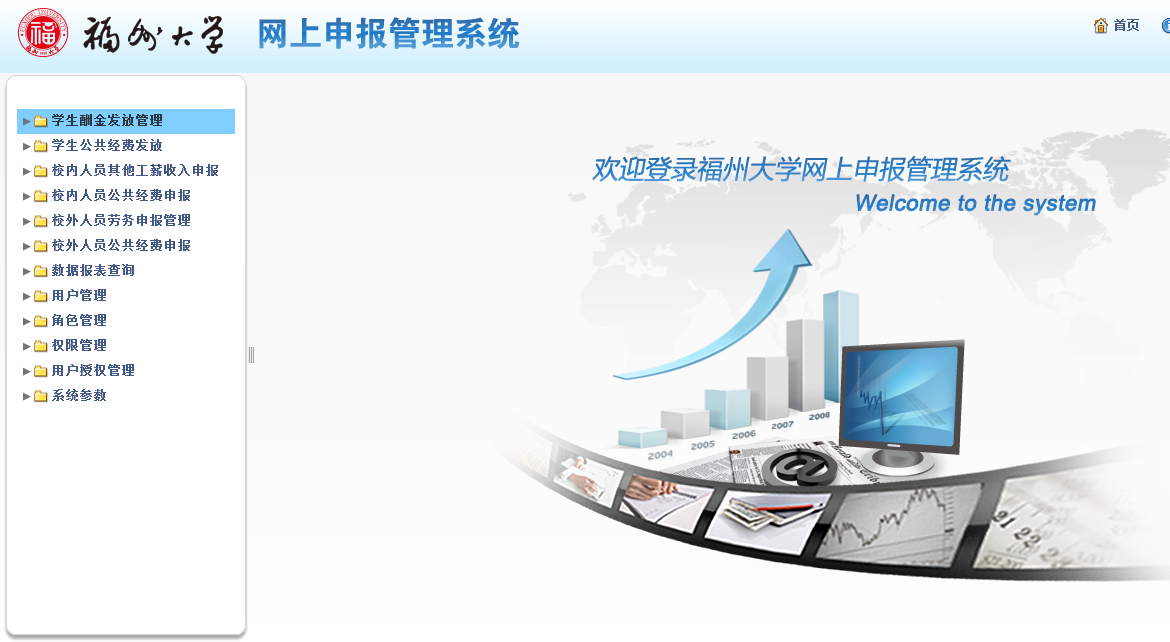 福州大学
网上申报管理系统
首页
学生酬金发放管理
学生公共经费发放
校内人员其他工薪收入申报
校内人员公共经费申报
校外人员劳务申报管理
校外人员公共经费申报
数据报表查询
用户管理
角色管理
权限管理
用户授权管理
系统参数
欢迎登录福州大学网上申报管理系统
Welcome to the system
2004
2005
2006
2007
2008
@